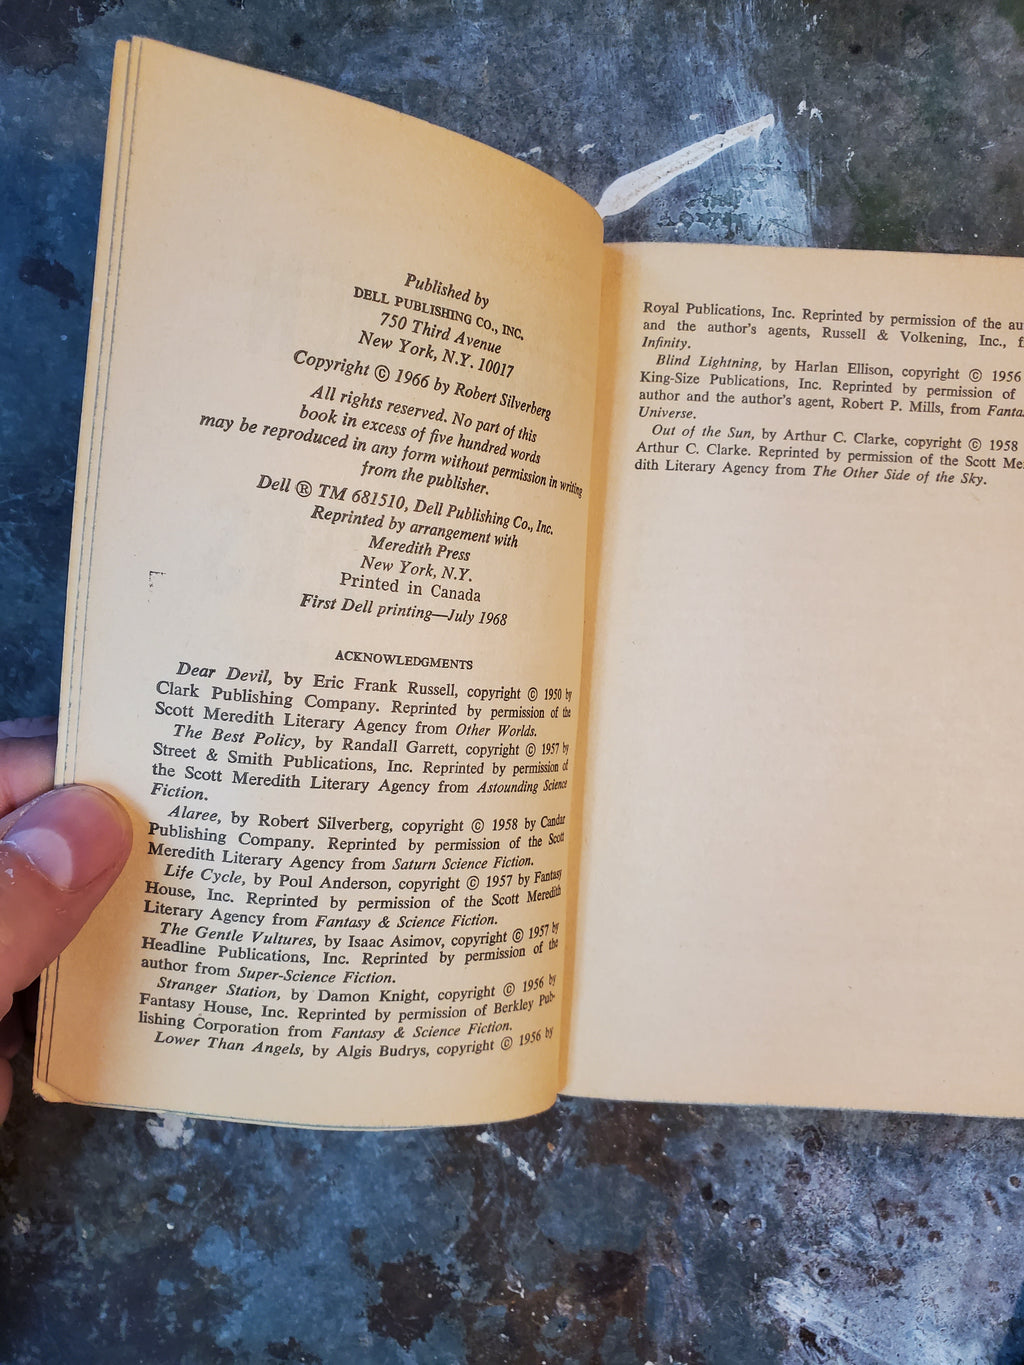 Published by
DELL PUBLISHING CO., INC.
750 Third Avenue
New York, N.Y. 10017
Copyright © 1966 by Robert Silverberg
All rights reserved. No part of this
book in excess of five hundred words
may be reproduced in any form without permission in writing
from the publisher.
Dell ® TM 681510, Dell Publishing Co., Inc.
Reprinted by arrangement with
Meredith Press
New York, N.Y.
Printed in Canada
First Dell printing—July 1968
ACKNOWLEDGMENTS
Dear Devil, by Eric Frank Russell, copyright © 1950 by
Clark Publishing Company. Reprinted by permission of the
Scott Meredith Literary Agency from Other Worlds.
The Best Policy, by Randall Garrett, copyright © 1957 by
Street & Smith Publications, Inc. Reprinted by permission of
the Scott Meredith Literary Agency from Astounding Science
Fiction.
Alaree, by Robert Silverberg, copyright © 1958 by Candar
Publishing Company. Reprinted by permission of the Scott
Meredith Literary Agency from Saturn Science Fiction.
Life Cycle, by Poul Anderson, copyright © 1957 by Fantasy
House, Inc. Reprinted by permission of the Scott Meredith
Literary Agency from Fantasy & Science Fiction.
The Gentle Vultures, by Isaac Asimov, copyright © 1957 by
Headline Publications, Inc. Reprinted by permission of the
author from Super-Science Fiction.
Stranger Station, by Damon Knight, copyright © 1956 by
Fantasy House, Inc. Reprinted by permission of Berkley Pub-
lishing Corporation from Fantasy & Science Fiction.
Lower Than Angels, by Algis Budrys, copyright © 1956 by
Royal Publications, Inc. Reprinted by permission of the au
and the author's agents, Russell & Volkening, Inc., f
Infinity.
Blind Lightning, by Harlan Ellison, copyright © 1956
King-Size Publications, Inc. Reprinted by permission of
author and the author's agent, Robert P. Mills, from Fanta
Universe.
Out of the Sun, by Arthur C. Clarke, copyright © 1958
Arthur C. Clarke. Reprinted by permission of the Scott Me
dith Literary Agency from The Other Side of the Sky.